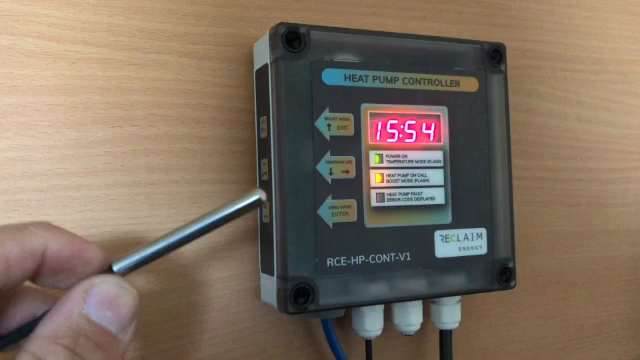 HEAT PUMP CONTROLLER
15:54
BOOST MODE
↑ EXIT
POWER ON
TEMPERATURE MODE (FLASH)
TEMPERATURE
↓ →
HEAT PUMP ON CALL
BOOST MODE (FLASH)
HEAT PUMP FAULT
ERROR CODE DISPLAYED
ENTER
RECLAIM
ENERGY
RCE-HP-CONT-V1